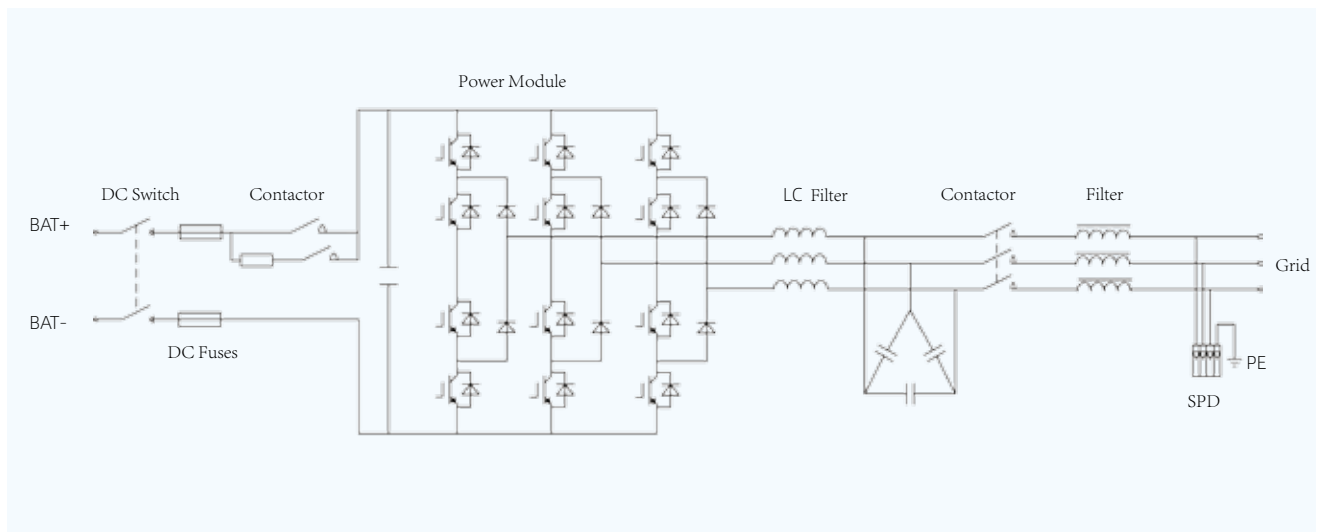 Power Module
DC Switch
Contactor
LC Filter
Contactor
Filter
BAT+
Grid
BAT-
DC Fuses
PE
SPD